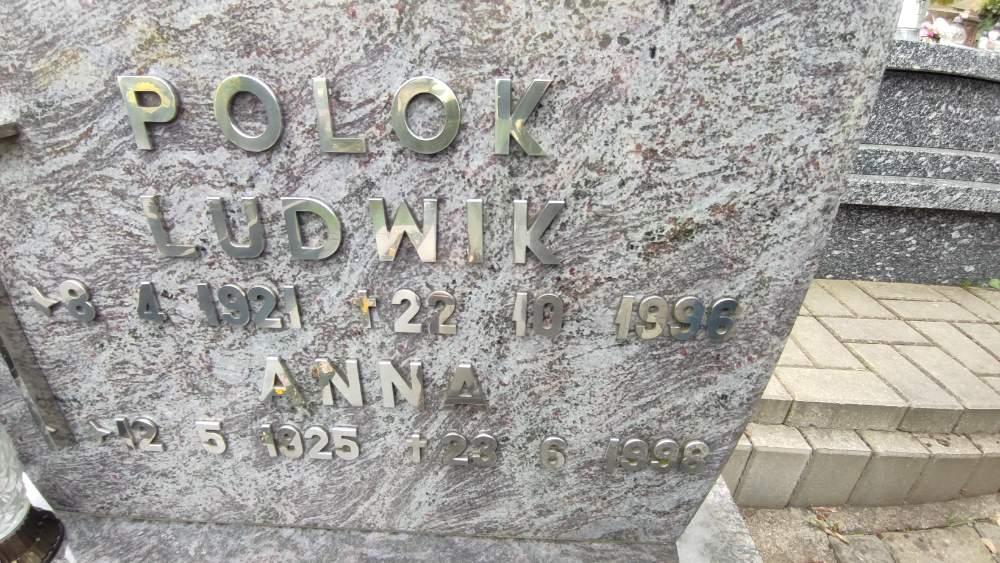 POLOK
LUDWIK
*8 4 1921 †22 10 1996
ANNA
*12 5 1925 †23 6 1998